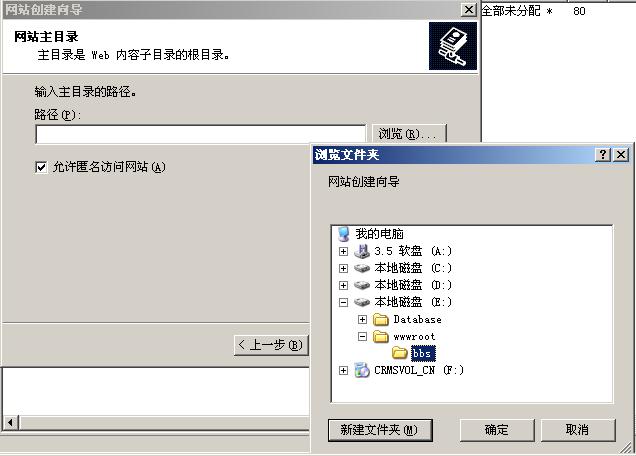 网站创建向导
全部未分配 * 80
网站主目录
主目录是 Web 内容子目录的根目录。
输入主目录的路径。
路径(P):
浏览(R)...
允许匿名访问网站(A)
< 上一步(B)
浏览文件夹
网站创建向导
我的电脑
3.5 软盘 (A:)
本地磁盘 (C:)
本地磁盘 (D:)
本地磁盘 (E:)
Database
wwwroot
bbs
CRMSVOL_CN (F:)
新建文件夹(M)
确定
取消